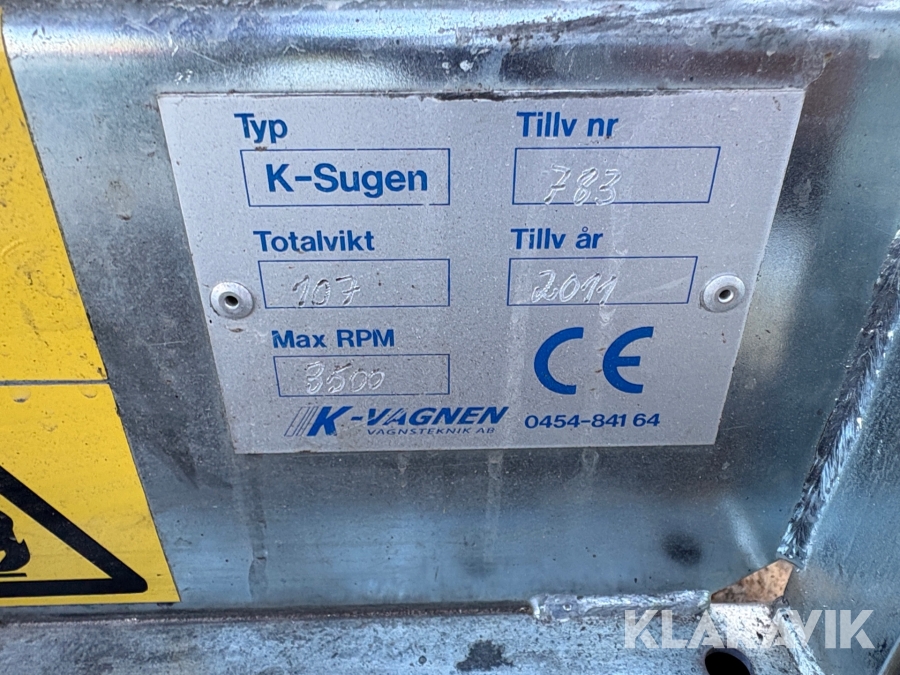 Typ
K-Sugen
Tillv nr
783
Totalvikt
107
Tillv år
2011
Max RPM
3500
CE
K-VAGNEN
VAGNSTEKNIK AB
0454-841 64
KLARAVIK